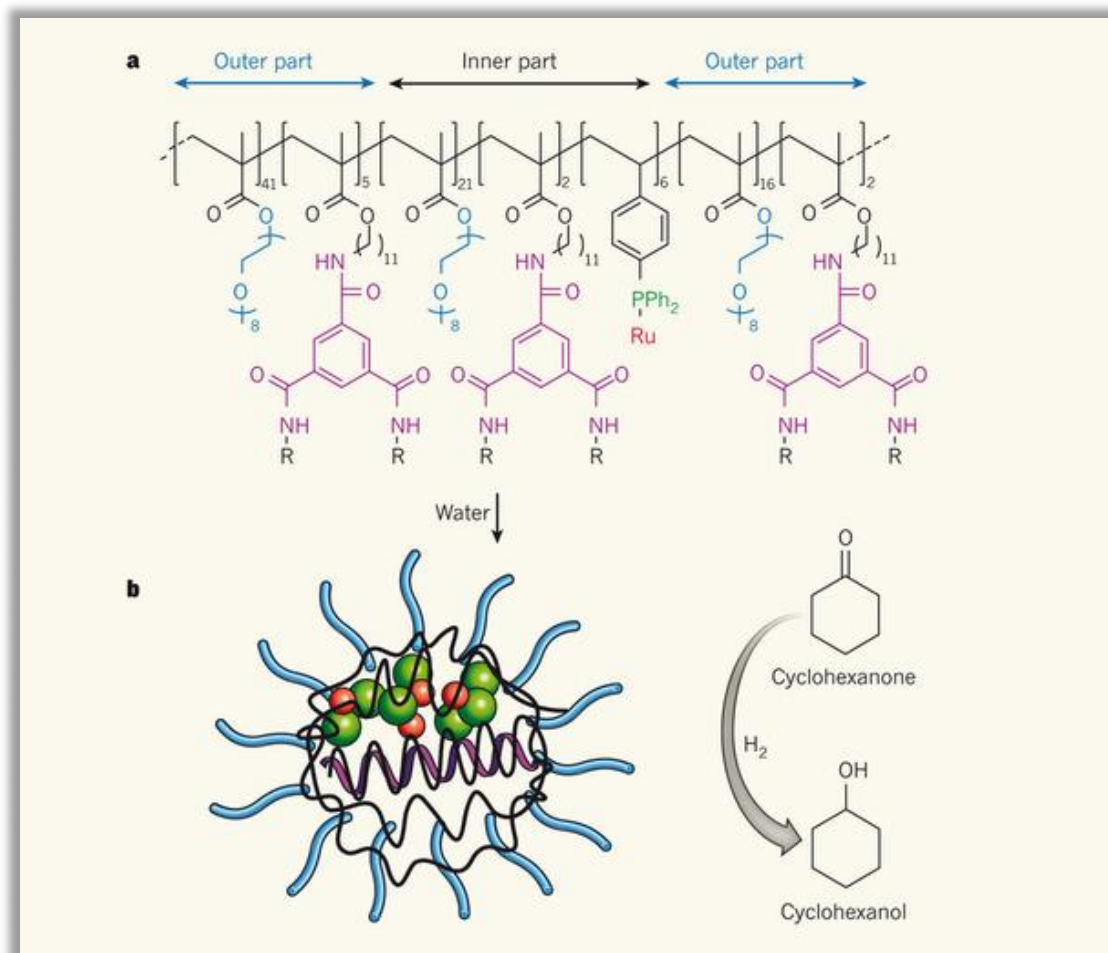 a
Outer part Inner part Outer part
41 5 21 2 6 16 2
O O O O O O O O O O O O
HN ( )11 HN ( )11 HN ( )11
O O O O O O
8 8 PPh2 8
Ru
O O O O O O
NH NH NH NH NH NH
R R R R R R
Water
b
O
Cyclohexanone
H2
OH
Cyclohexanol